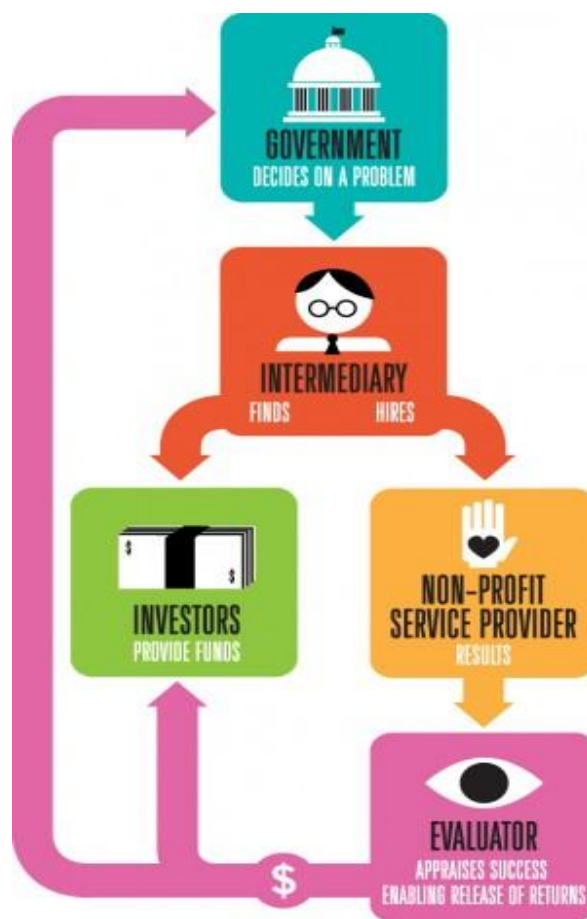 GOVERNMENT
DECIDES ON A PROBLEM
INTERMEDIARY
FINDS HIRES
$
$
INVESTORS
PROVIDE FUNDS
NON-PROFIT
SERVICE PROVIDER
RESULTS
EVALUATOR
APPRAISES SUCCESS
ENABLING RELEASE OF RETURNS
$